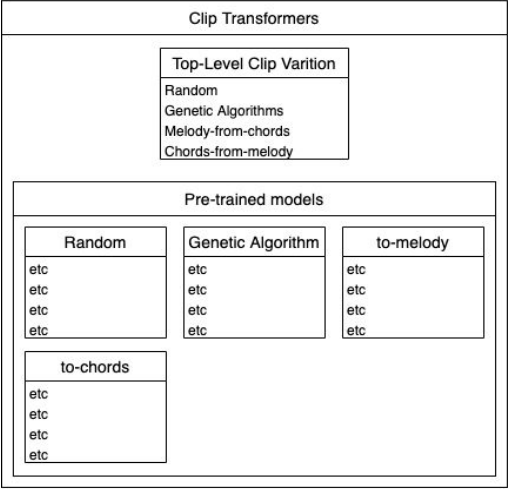 Clip Transformers
Top-Level Clip Varition
Random
Genetic Algorithms
Melody-from-chords
Chords-from-melody
Pre-trained models
Random
etc
etc
etc
etc
Genetic Algorithm
etc
etc
etc
etc
to-melody
etc
etc
etc
etc
to-chords
etc
etc
etc
etc